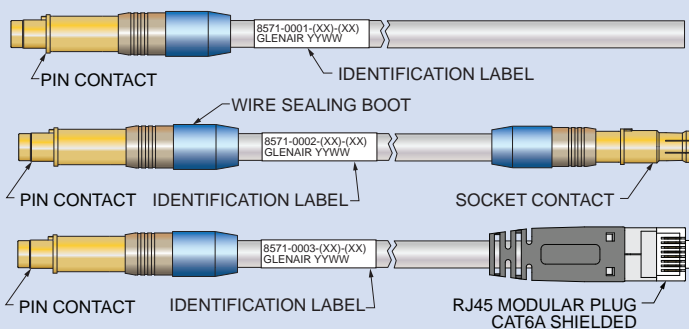 8571-0001-(XX)-(XX)
GLENAIR YYWW
PIN CONTACT
IDENTIFICATION LABEL
WIRE SEALING BOOT
8571-0002-(XX)-(XX)
GLENAIR YYWW
PIN CONTACT
IDENTIFICATION LABEL
SOCKET CONTACT
8571-0003-(XX)-(XX)
GLENAIR YYWW
PIN CONTACT
IDENTIFICATION LABEL
RJ45 MODULAR PLUG
CAT6A SHIELDED